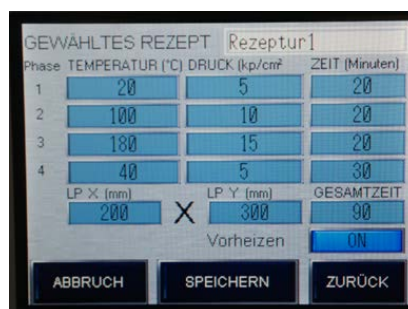 GEWÄHLTES REZEPT Rezeptur1
Phase TEMPERATUR (°C) DRUCK (kp/cm² ZEIT (Minuten)
1 20 5 20
2 100 10 20
3 180 15 20
4 40 5 30
LP X (mm) LP Y (mm) GESAMTZEIT
200 X 300 90
Vorheizen ON
ABBRUCH SPEICHERN ZURÜCK